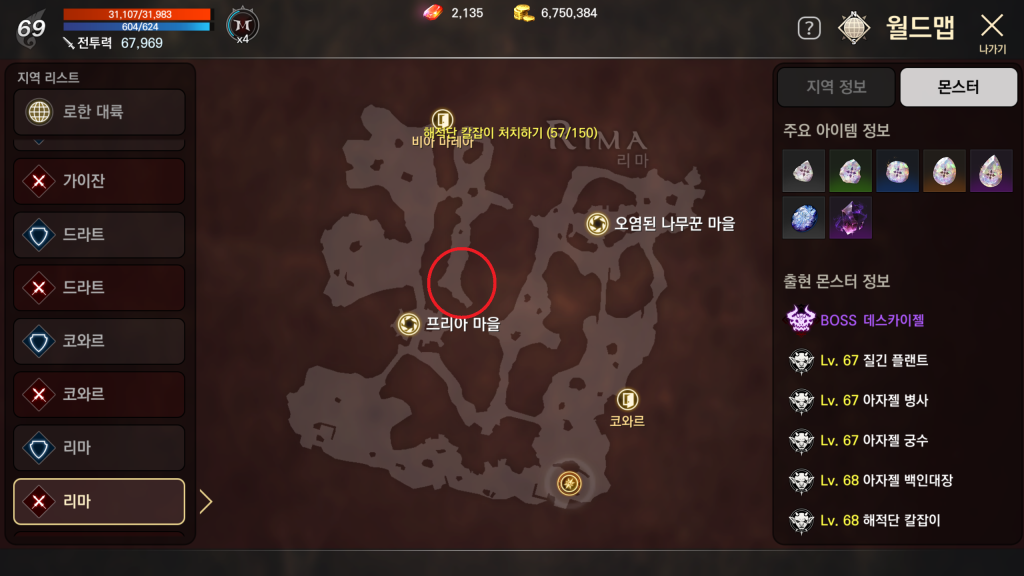 69
31,107/31,983
604/624
전투력 67,969
M
x4
2,135
6,750,384
?
월드맵
나가기
지역 리스트
로한 대륙
가이잔
드라트
드라트
코와르
코와르
리마
리마
해적단 칼잡이 처치하기 (57/150)
비아 마레아
RIMA
리마
오염된 나무꾼 마을
프리아 마을
코와르
지역 정보
몬스터
주요 아이템 정보
출현 몬스터 정보
BOSS 데스카이젤
Lv. 67 질긴 플랜트
Lv. 67 아자젤 병사
Lv. 67 아자젤 궁수
Lv. 68 아자젤 백인대장
Lv. 68 해적단 칼잡이